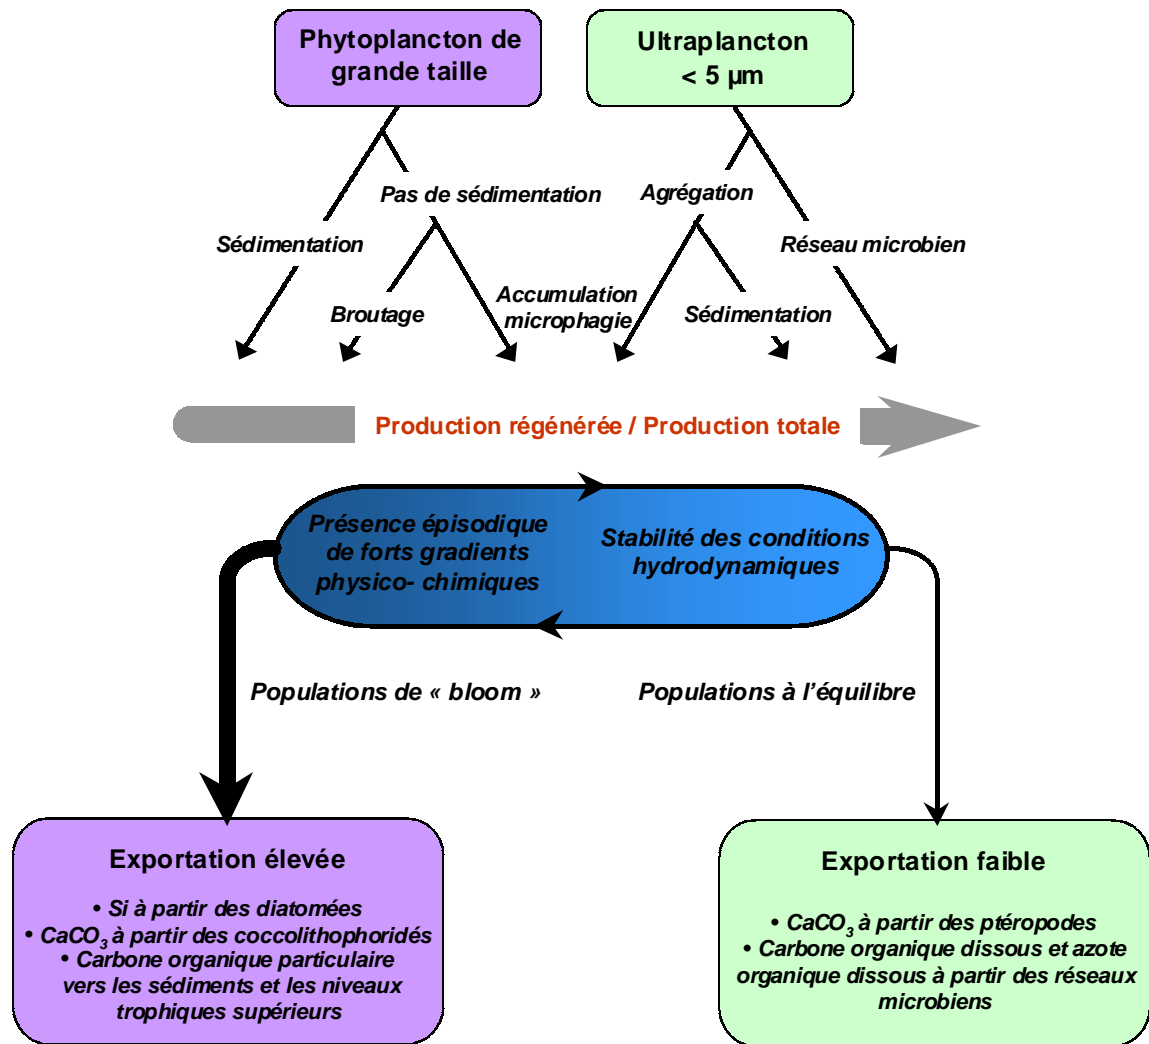 Phytoplancton de
grande taille
Ultraplancton
< 5 µm
Pas de sédimentation
Agrégation
Sédimentation
Réseau microbien
Broutage
Accumulation
microphagie
Sédimentation
Production régénérée / Production totale
Présence épisodique
de forts gradients
physico- chimiques
Stabilité des conditions
hydrodynamiques
Populations de « bloom »
Populations à l'équilibre
Exportation élevée
• Si à partir des diatomées
• CaCO₃ à partir des coccolithophoridés
• Carbone organique particulaire
vers les sédiments et les niveaux
trophiques supérieurs
Exportation faible
• CaCO₃ à partir des ptéropodes
• Carbone organique dissous et azote
organique dissous à partir des réseaux
microbiens